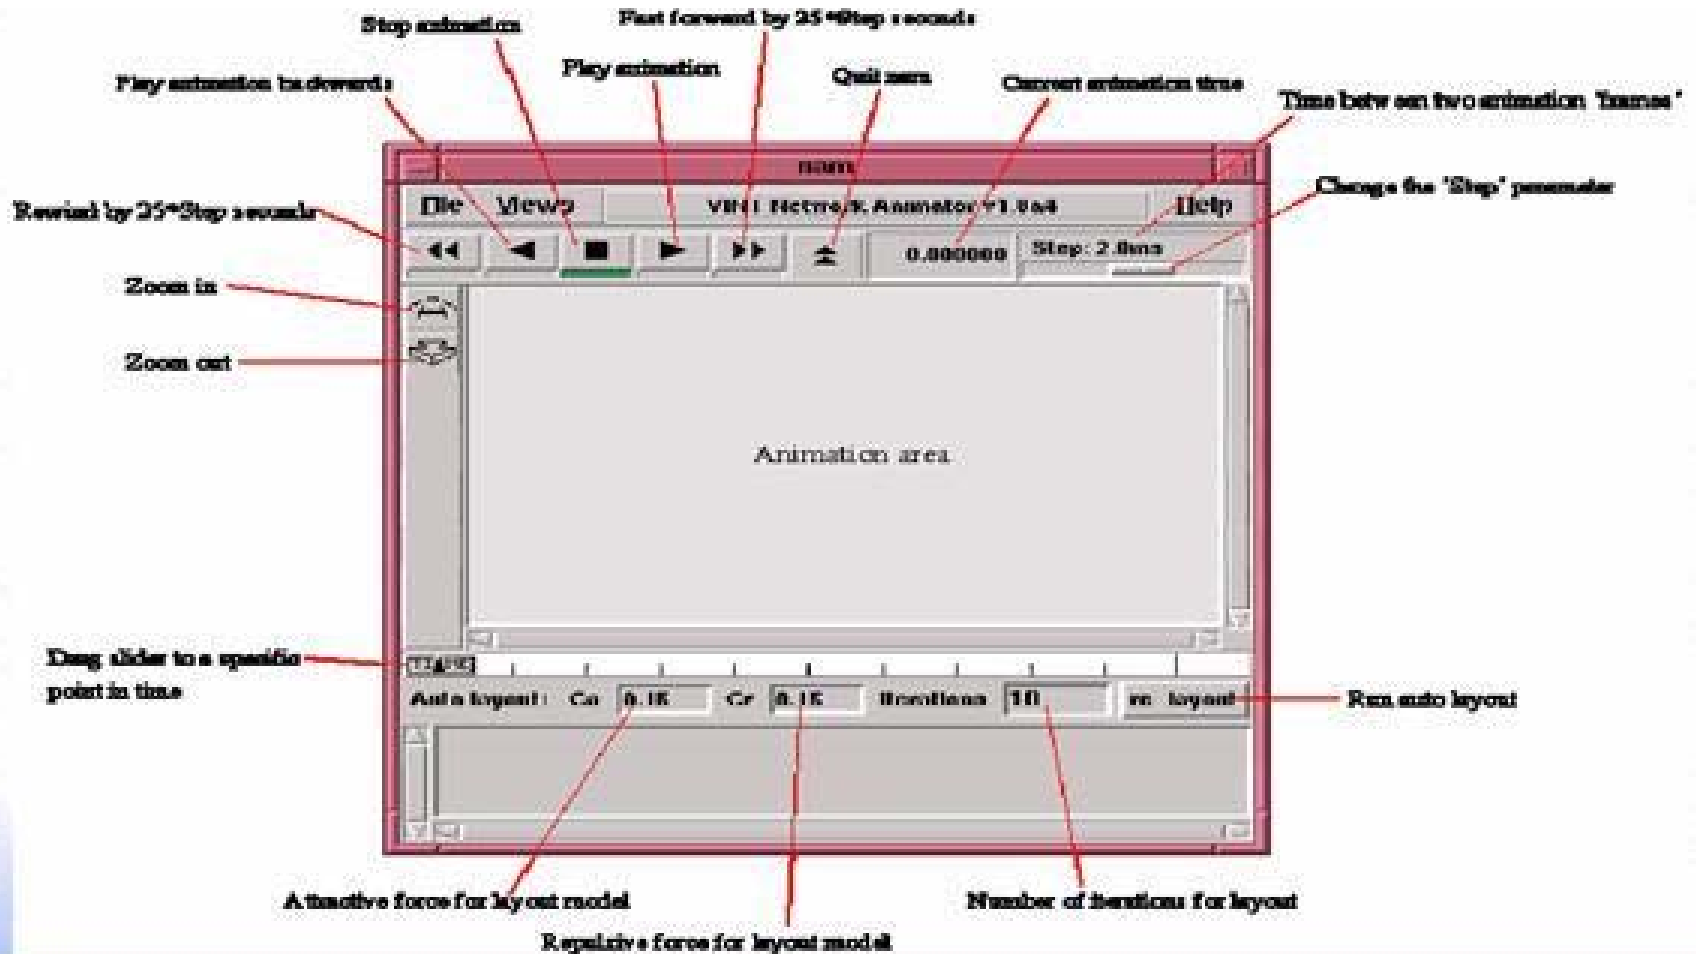 Stop animation
Fast forward by 25*Step seconds
Play animation backwards
Play animation
Quit nam
Current animation time
Time between two animation 'frames'
nam
Change the 'Step' parameter
File Views VINT Network Animator v1.0a4 Help
Rewind by 25*Step seconds
0.000000
Step: 2.0ms
Zoom in
Zoom out
Animation area
Drag slider to a specific
point in time
TIME
Auto layout: Ca 0.15 Cr 0.15 Iterations 10 re-layout
Run auto layout
Attractive force for layout model
Number of iterations for layout
Repulsive force for layout model